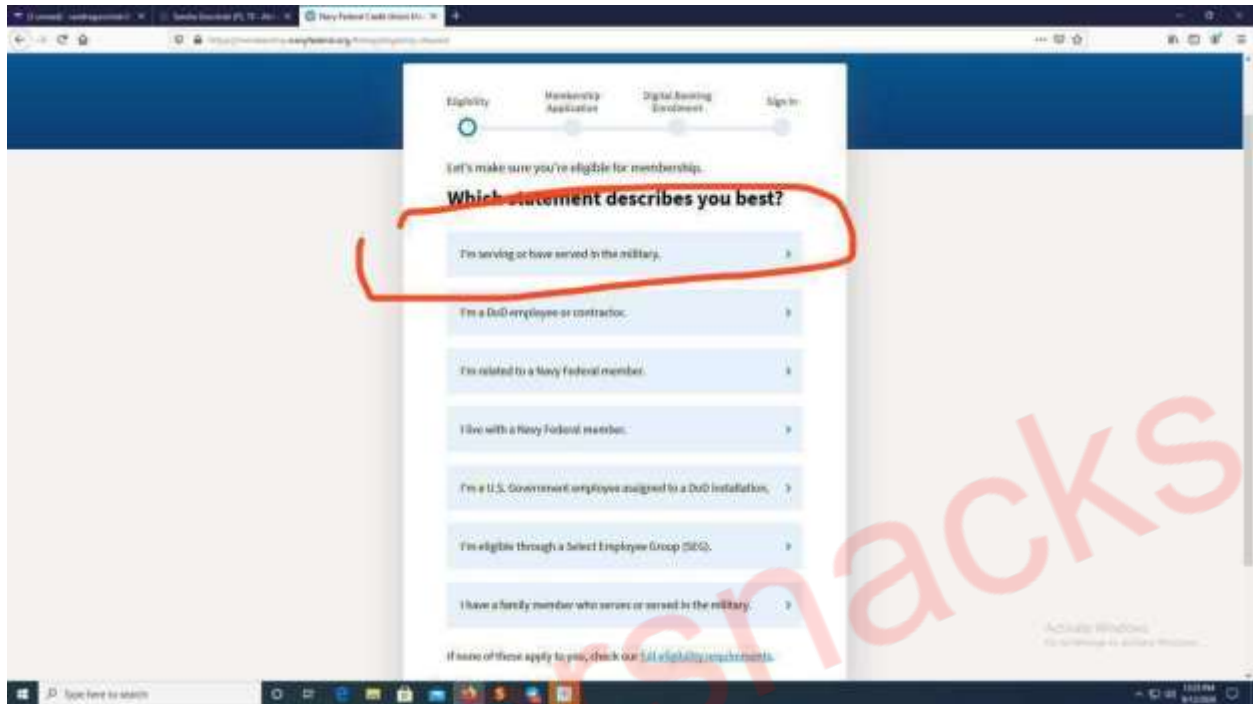 Eligibility
Membership
Application
Digital Banking
Enrollment
Sign In
Let's make sure you're eligible for membership.
Which statement describes you best?
I'm serving or have served in the military.
I'm a DoD employee or contractor.
I'm related to a Navy Federal member.
I live with a Navy Federal member.
I'm a U.S. Government employee assigned to a DoD installation.
I'm eligible through a Select Employee Group (SEG).
I have a family member who serves or served in the military.
If none of these apply to you, check our full eligibility requirements.
rsnacks
Activate Windows
Type here to search